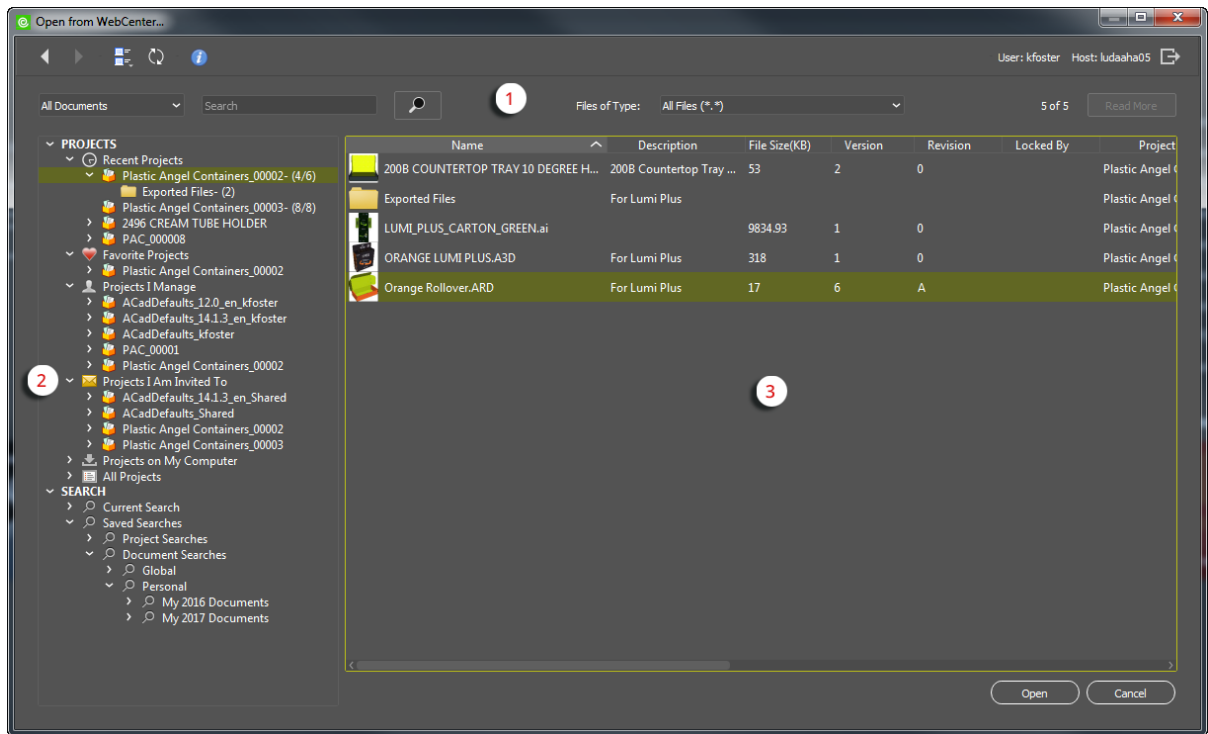 Open from WebCenter...
User: kfoster Host: ludaaha05
All Documents Search 1 Files of Type: All Files (*.*) 5 of 5 Read More
PROJECTS
Recent Projects
Plastic Angel Containers_00002- (4/6)
Exported Files- (2)
Plastic Angel Containers_00003- (8/8)
2496 CREAM TUBE HOLDER
PAC_000008
Favorite Projects
Plastic Angel Containers_00002
Projects I Manage
ACadDefaults_12.0_en_kfoster
ACadDefaults_14.1.3_en_kfoster
ACadDefaults_kfoster
PAC_00001
Plastic Angel Containers_00002
2 Projects I Am Invited To
ACadDefaults_14.1.3_en_Shared
ACadDefaults_Shared
Plastic Angel Containers_00002
Plastic Angel Containers_00003
Projects on My Computer
All Projects
SEARCH
Current Search
Saved Searches
Project Searches
Document Searches
Global
Personal
My 2016 Documents
My 2017 Documents
Name Description File Size(KB) Version Revision Locked By Project
200B COUNTERTOP TRAY 10 DEGREE H... 200B Countertop Tray ... 53 2 0 Plastic Angel
Exported Files For Lumi Plus Plastic Angel
LUMI_PLUS_CARTON_GREEN.ai 9834.93 1 0 Plastic Angel
ORANGE LUMI PLUS.A3D For Lumi Plus 318 1 0 Plastic Angel
Orange Rollover.ARD For Lumi Plus 17 6 A Plastic Angel
3
Open Cancel